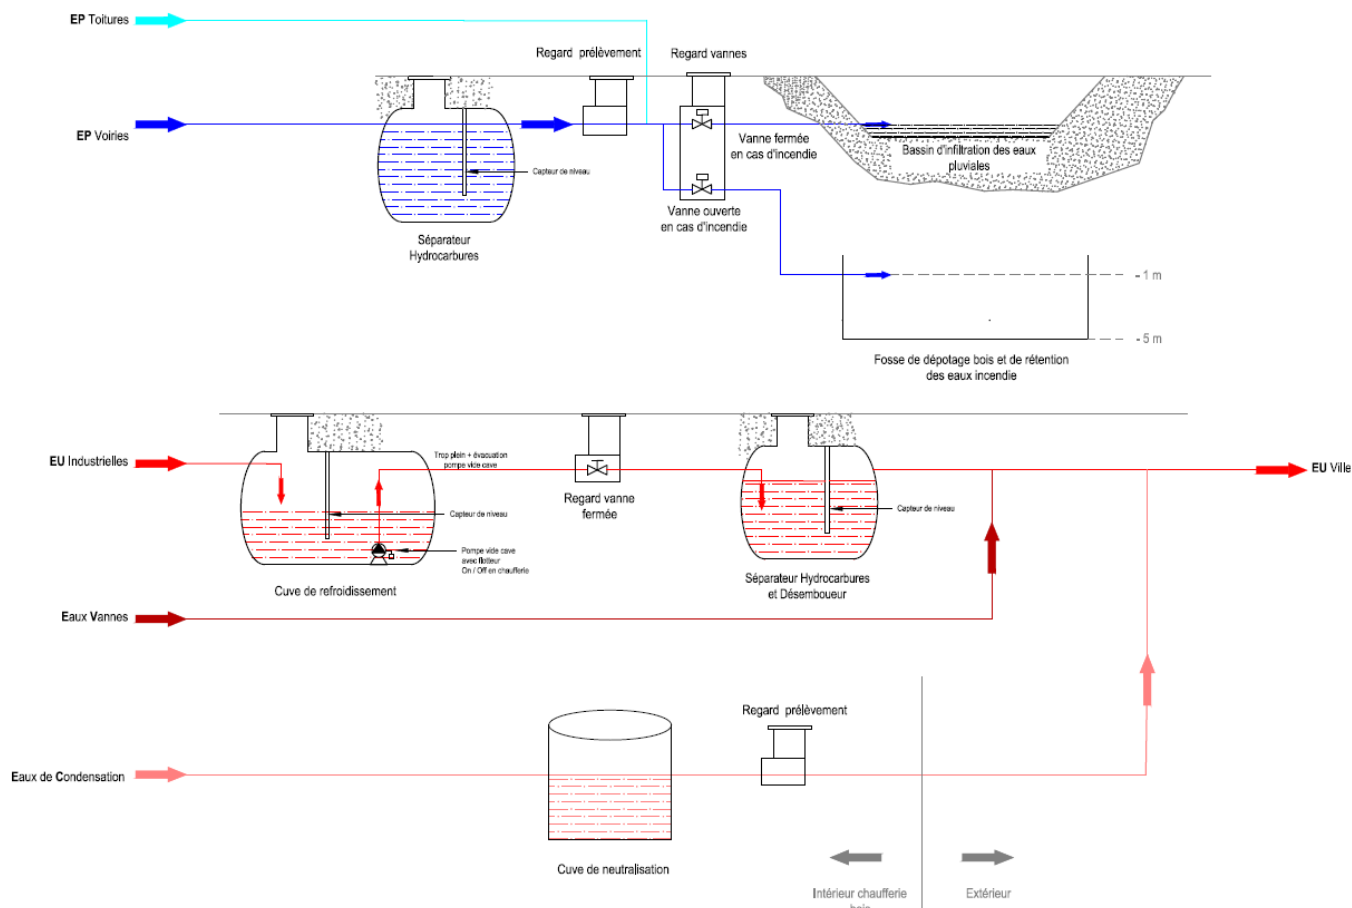 EP Toitures
Regard prélèvement
Regard vannes
EP Voiries
Vanne fermée
en cas d'incendie
Bassin d'infiltration des eaux
pluviales
Capteur de niveau
Vanne ouverte
en cas d'incendie
Séparateur
Hydrocarbures
- 1 m
- 5 m
Fosse de dépotage bois et de rétention
des eaux incendie
EU Industrielles
Trop plein + évacuation
pompe vide cave
EU Ville
Regard vanne
fermée
Capteur de niveau
Capteur de niveau
Pompe vide cave
avec flotteur
On / Off en chaufferie
Cuve de refroidissement
Séparateur Hydrocarbures
et Désemboueur
Eaux Vannes
Regard prélèvement
Eaux de Condensation
Cuve de neutralisation
Intérieur chaufferie
bois
Extérieur